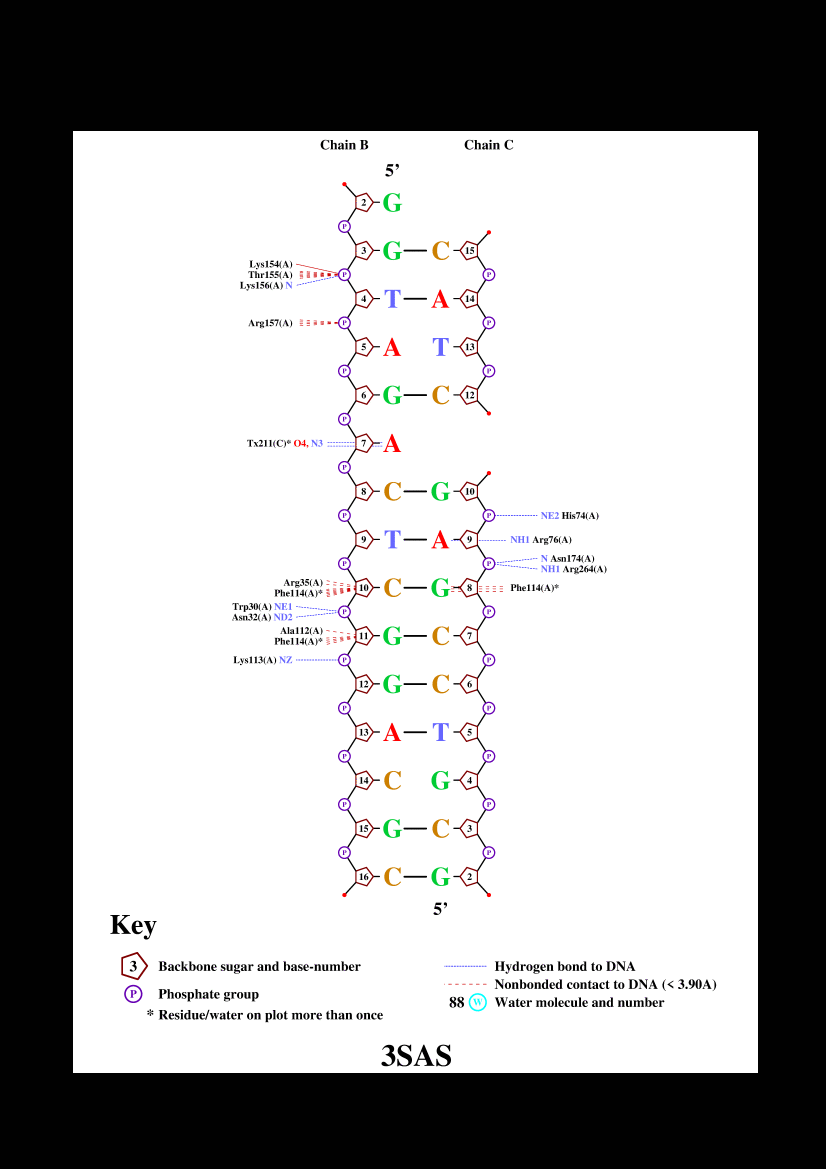 Chain B Chain C
5’
2 G
P
3 G C 15
Lys154(A)
Thr155(A) P P
Lys156(A) N
4 T A 14
Arg157(A) P P
5 A T 13
P P
6 G C 12
P
Tx211(C)* O4, N3 7 A
P
8 C G 10
P P NE2 His74(A)
9 T A 9 NH1 Arg76(A)
P P N Asn174(A)
NH1 Arg264(A)
Arg35(A)
Phe114(A)* 10 C G 8 Phe114(A)*
Trp30(A) NE1 P P
Asn32(A) ND2
Ala112(A)
Phe114(A)* 11 G C 7
Lys113(A) NZ P P
12 G C 6
P P
13 A T 5
P P
14 C G 4
P P
15 G C 3
P P
16 C G 2
5’
Key
3 Backbone sugar and base-number
P Phosphate group
* Residue/water on plot more than once
Hydrogen bond to DNA
Nonbonded contact to DNA (< 3.90A)
88 W Water molecule and number
3SAS